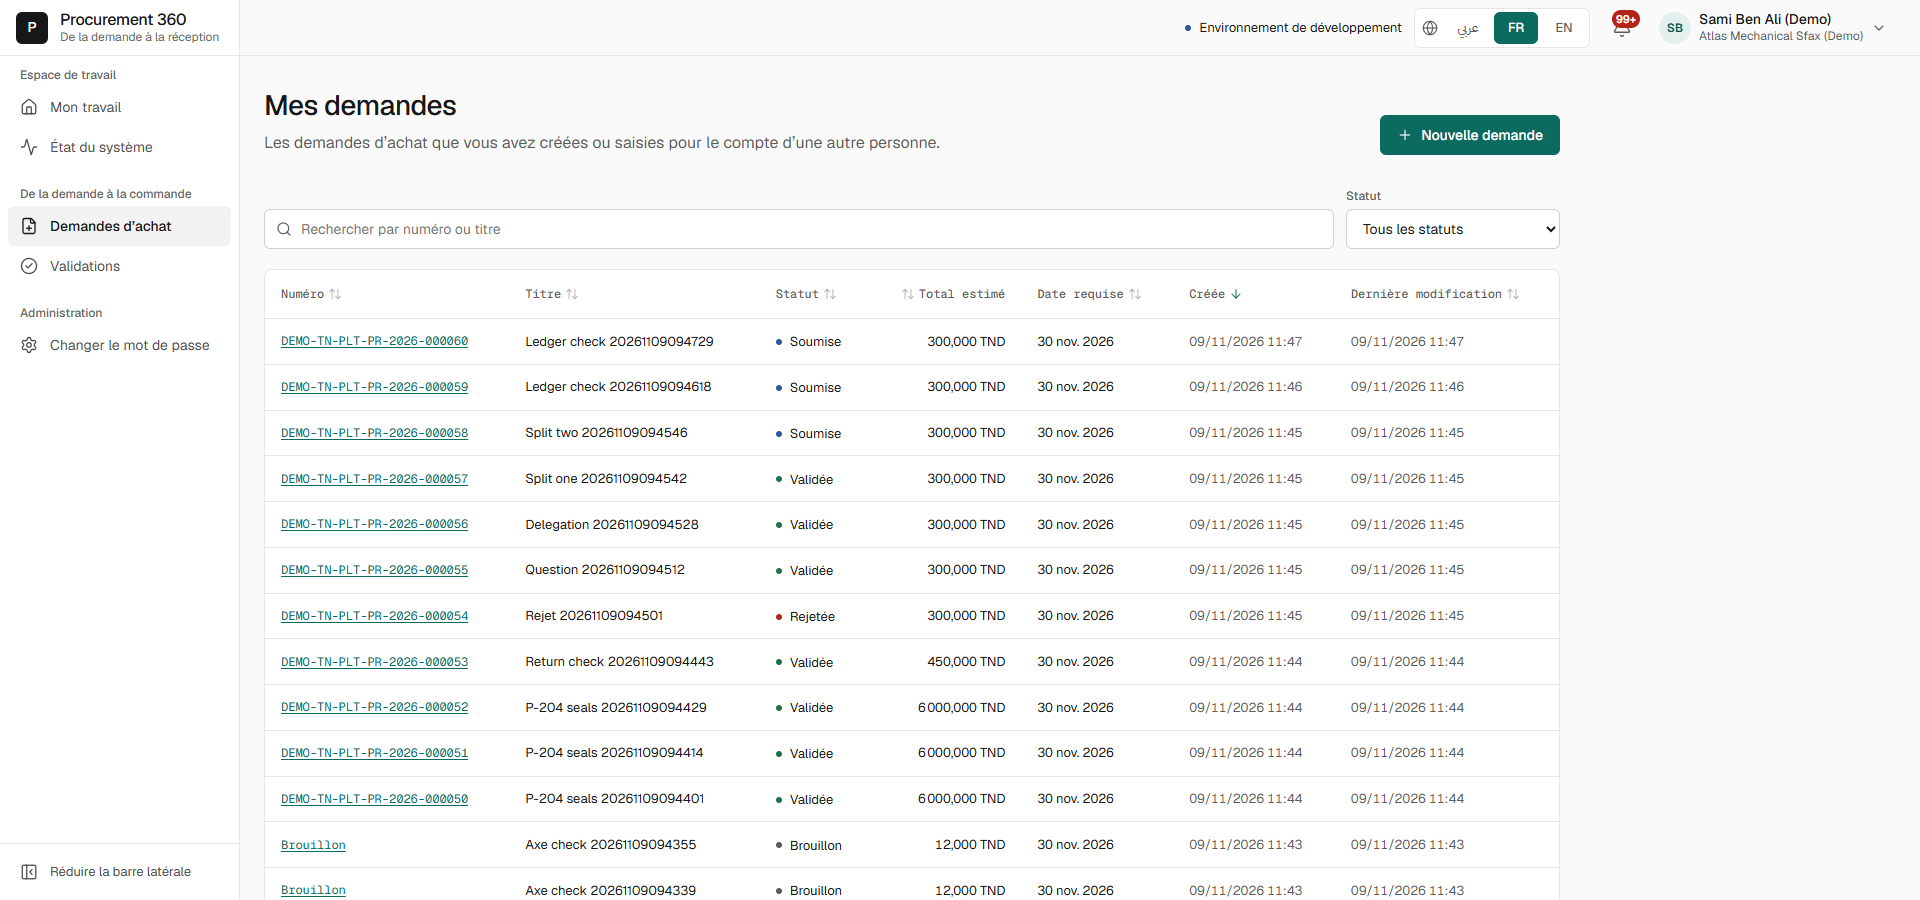 P
Procurement 360
De la demande à la réception
Environnement de développement
عربي
FR
EN
99+
SB
Sami Ben Ali (Demo)
Atlas Mechanical Sfax (Demo)
Espace de travail
Mon travail
État du système
De la demande à la commande
Demandes d’achat
Validations
Administration
Changer le mot de passe
Réduire la barre latérale
Mes demandes
Les demandes d’achat que vous avez créées ou saisies pour le compte d’une autre personne.
Nouvelle demande
Statut
Rechercher par numéro ou titre
Tous les statuts
Numéro Titre Statut Total estimé Date requise Créée Dernière modification
DEMO-TN-PLT-PR-2026-000060 Ledger check 20261109094729 Soumise 300,000 TND 30 nov. 2026 09/11/2026 11:47 09/11/2026 11:47
DEMO-TN-PLT-PR-2026-000059 Ledger check 20261109094618 Soumise 300,000 TND 30 nov. 2026 09/11/2026 11:46 09/11/2026 11:46
DEMO-TN-PLT-PR-2026-000058 Split two 20261109094546 Soumise 300,000 TND 30 nov. 2026 09/11/2026 11:45 09/11/2026 11:45
DEMO-TN-PLT-PR-2026-000057 Split one 20261109094542 Validée 300,000 TND 30 nov. 2026 09/11/2026 11:45 09/11/2026 11:45
DEMO-TN-PLT-PR-2026-000056 Delegation 20261109094528 Validée 300,000 TND 30 nov. 2026 09/11/2026 11:45 09/11/2026 11:45
DEMO-TN-PLT-PR-2026-000055 Question 20261109094512 Validée 300,000 TND 30 nov. 2026 09/11/2026 11:45 09/11/2026 11:45
DEMO-TN-PLT-PR-2026-000054 Rejet 20261109094501 Rejetée 300,000 TND 30 nov. 2026 09/11/2026 11:45 09/11/2026 11:45
DEMO-TN-PLT-PR-2026-000053 Return check 20261109094443 Validée 450,000 TND 30 nov. 2026 09/11/2026 11:44 09/11/2026 11:44
DEMO-TN-PLT-PR-2026-000052 P-204 seals 20261109094429 Validée 6 000,000 TND 30 nov. 2026 09/11/2026 11:44 09/11/2026 11:44
DEMO-TN-PLT-PR-2026-000051 P-204 seals 20261109094414 Validée 6 000,000 TND 30 nov. 2026 09/11/2026 11:44 09/11/2026 11:44
DEMO-TN-PLT-PR-2026-000050 P-204 seals 20261109094401 Validée 6 000,000 TND 30 nov. 2026 09/11/2026 11:44 09/11/2026 11:44
Brouillon Axe check 20261109094355 Brouillon 12,000 TND 30 nov. 2026 09/11/2026 11:43 09/11/2026 11:43
Brouillon Axe check 20261109094339 Brouillon 12,000 TND 30 nov. 2026 09/11/2026 11:43 09/11/2026 11:43